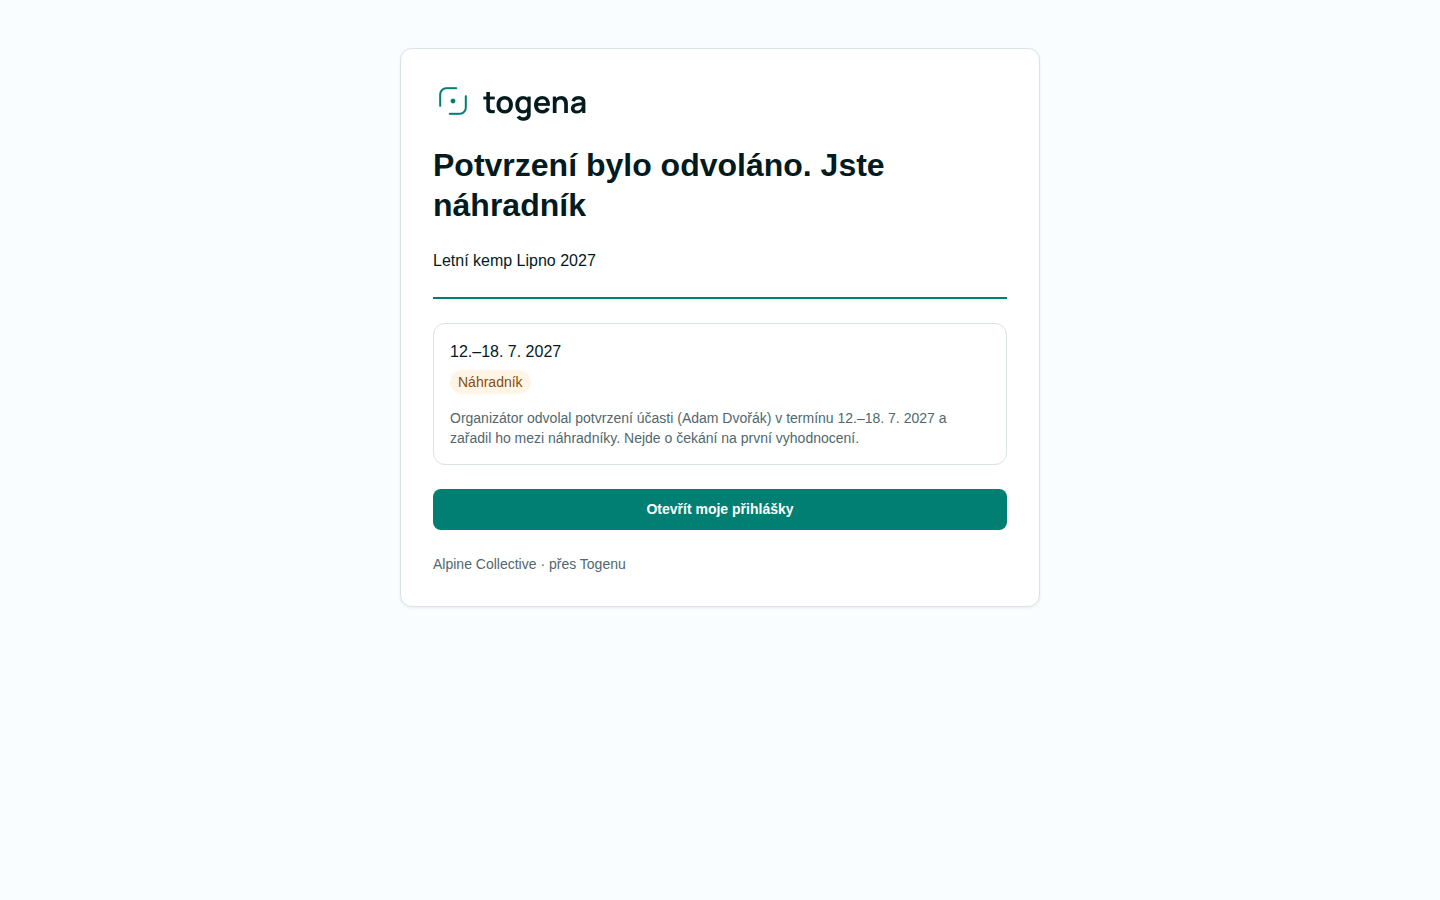 togena
Potvrzení bylo odvoláno. Jste
náhradník
Letní kemp Lipno 2027
12.–18. 7. 2027
Náhradník
Organizátor odvolal potvrzení účasti (Adam Dvořák) v termínu 12.–18. 7. 2027 a
zařadil ho mezi náhradníky. Nejde o čekání na první vyhodnocení.
Otevřít moje přihlášky
Alpine Collective · přes Togenu